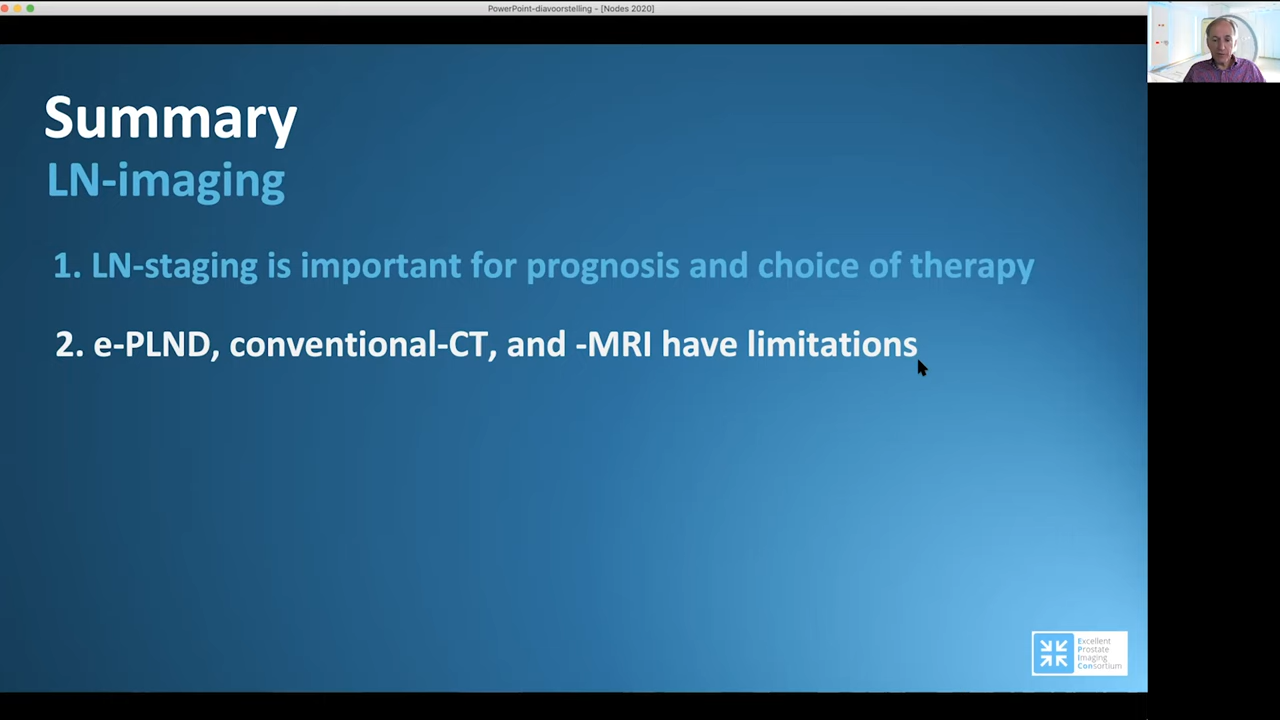 PowerPoint-diavoorstelling - [Nodes 2020]
Summary
LN-imaging
1. LN-staging is important for prognosis and choice of therapy
2. e-PLND, conventional-CT, and -MRI have limitations
Excellent
Prostate
Imaging
Consortium